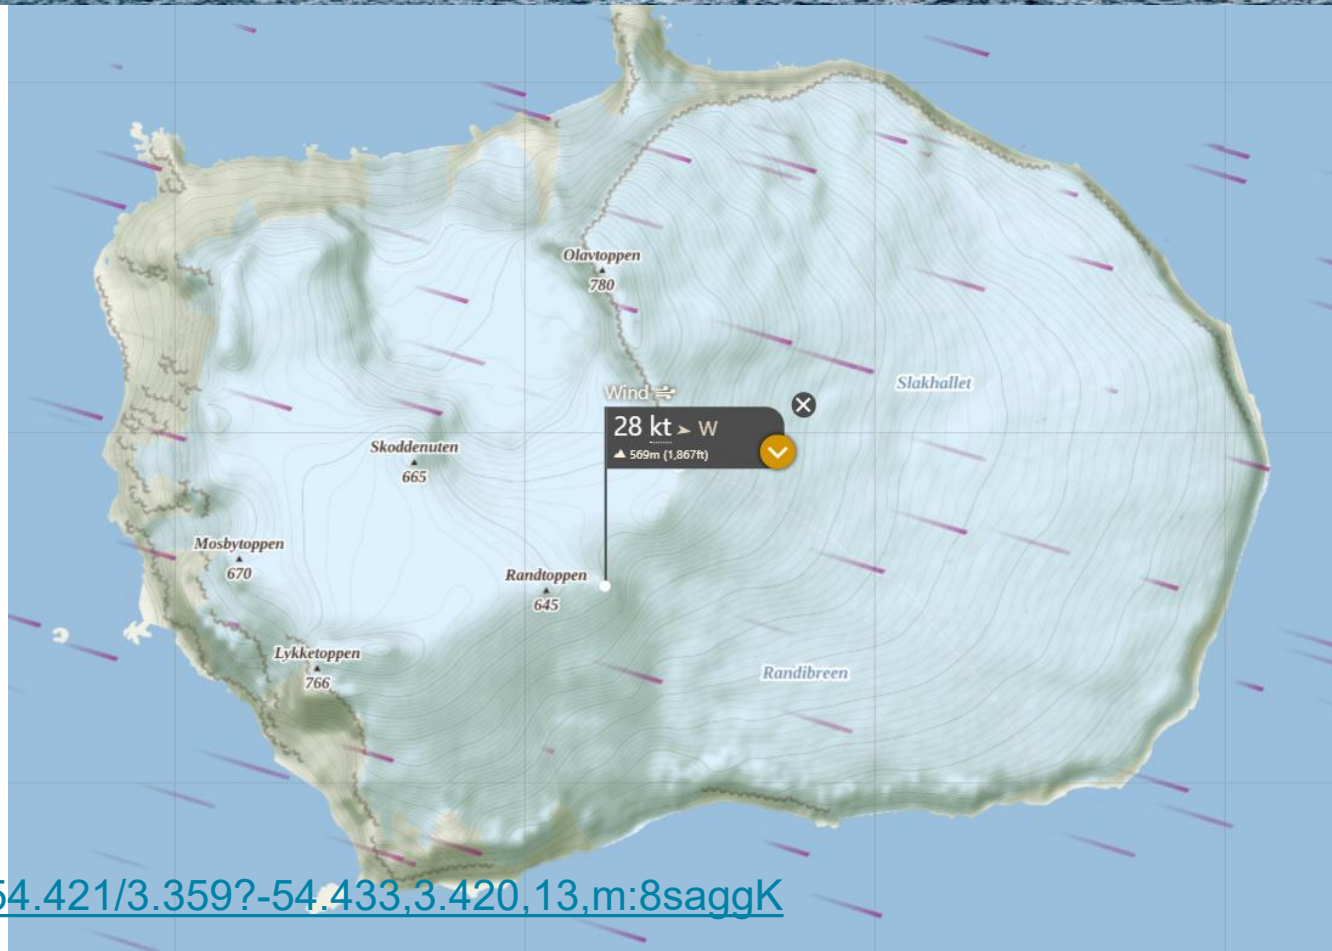 Olavtoppen
780
Wind
Slakhallet
28 kt W
569m (1,867ft)
Skoddenuten
665
Mosbytoppen
670
Randtoppen
645
Lykketoppen
766
Randibreen
54.421/3.359?-54.433,3.420,13,m:8saggK